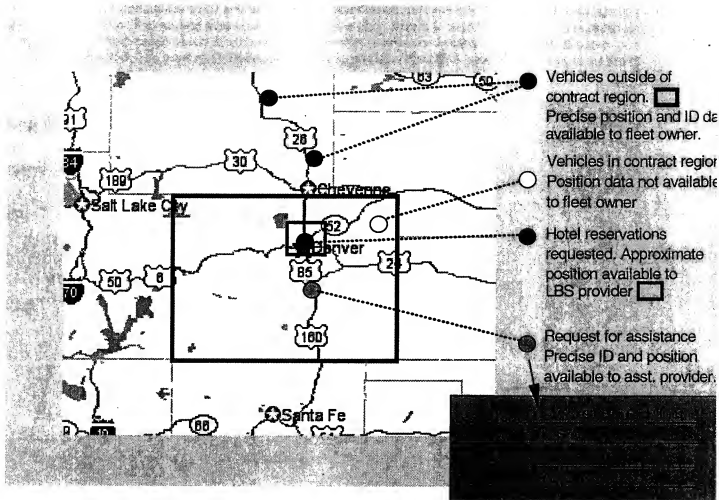 Vehicles outside of
contract region.
Precise position and ID da
available to fleet owner.
Vehicles in contract region
Position data not available
to fleet owner
Hotel reservations
requested. Approximate
position available to
LBS provider
Request for assistance
Precise ID and position
available to asst. provider.
63
50
91
26
84
30
189
Cheyenne
Salt Lake City
52
Denver
85
24
50
6
70
160
Santa Fe
66